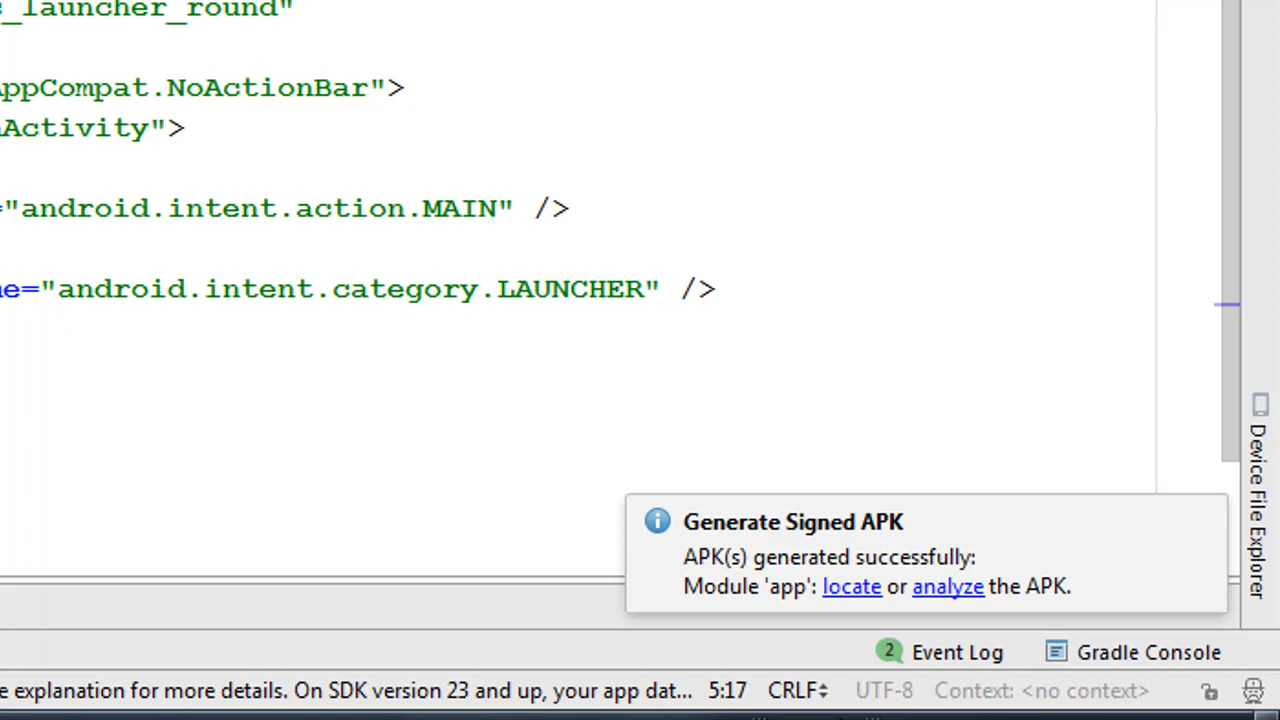 _launcher_round"
ppCompat.NoActionBar">
Activity">
="android.intent.action.MAIN" />
me="android.intent.category.LAUNCHER" />
Device File Explorer
Generate Signed APK
APK(s) generated successfully:
Module 'app': locate or analyze the APK.
2 Event Log Gradle Console
e explanation for more details. On SDK version 23 and up, your app dat... 5:17 CRLF UTF-8 Context: <no context>